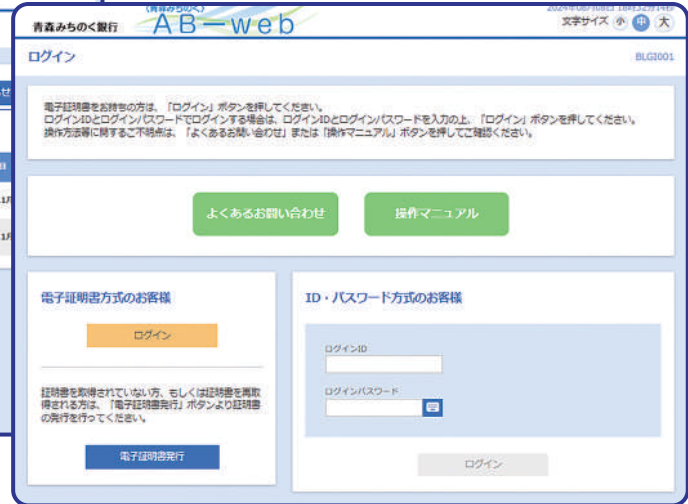 青森みちのく銀行
(青森みちのく)
AB-web
文字サイズ 小 中 大
ログイン
BLGI001
電子証明書をお持ちの方は、「ログイン」ボタンを押してください。
ログインIDとログインパスワードでログインする場合は、ログインIDとログインパスワードを入力の上、「ログイン」ボタンを押してください。
操作方法等に関するご不明点は、「よくあるお問い合わせ」または「操作マニュアル」ボタンを押してご確認ください。
よくあるお問い合わせ
操作マニュアル
電子証明書方式のお客様
ログイン
証明書を取得されていない方、もしくは証明書を再取
得される方は、「電子証明書発行」ボタンより証明書
の発行を行ってください。
電子証明書発行
ID・パスワード方式のお客様
ログインID
ログインパスワード
ログイン